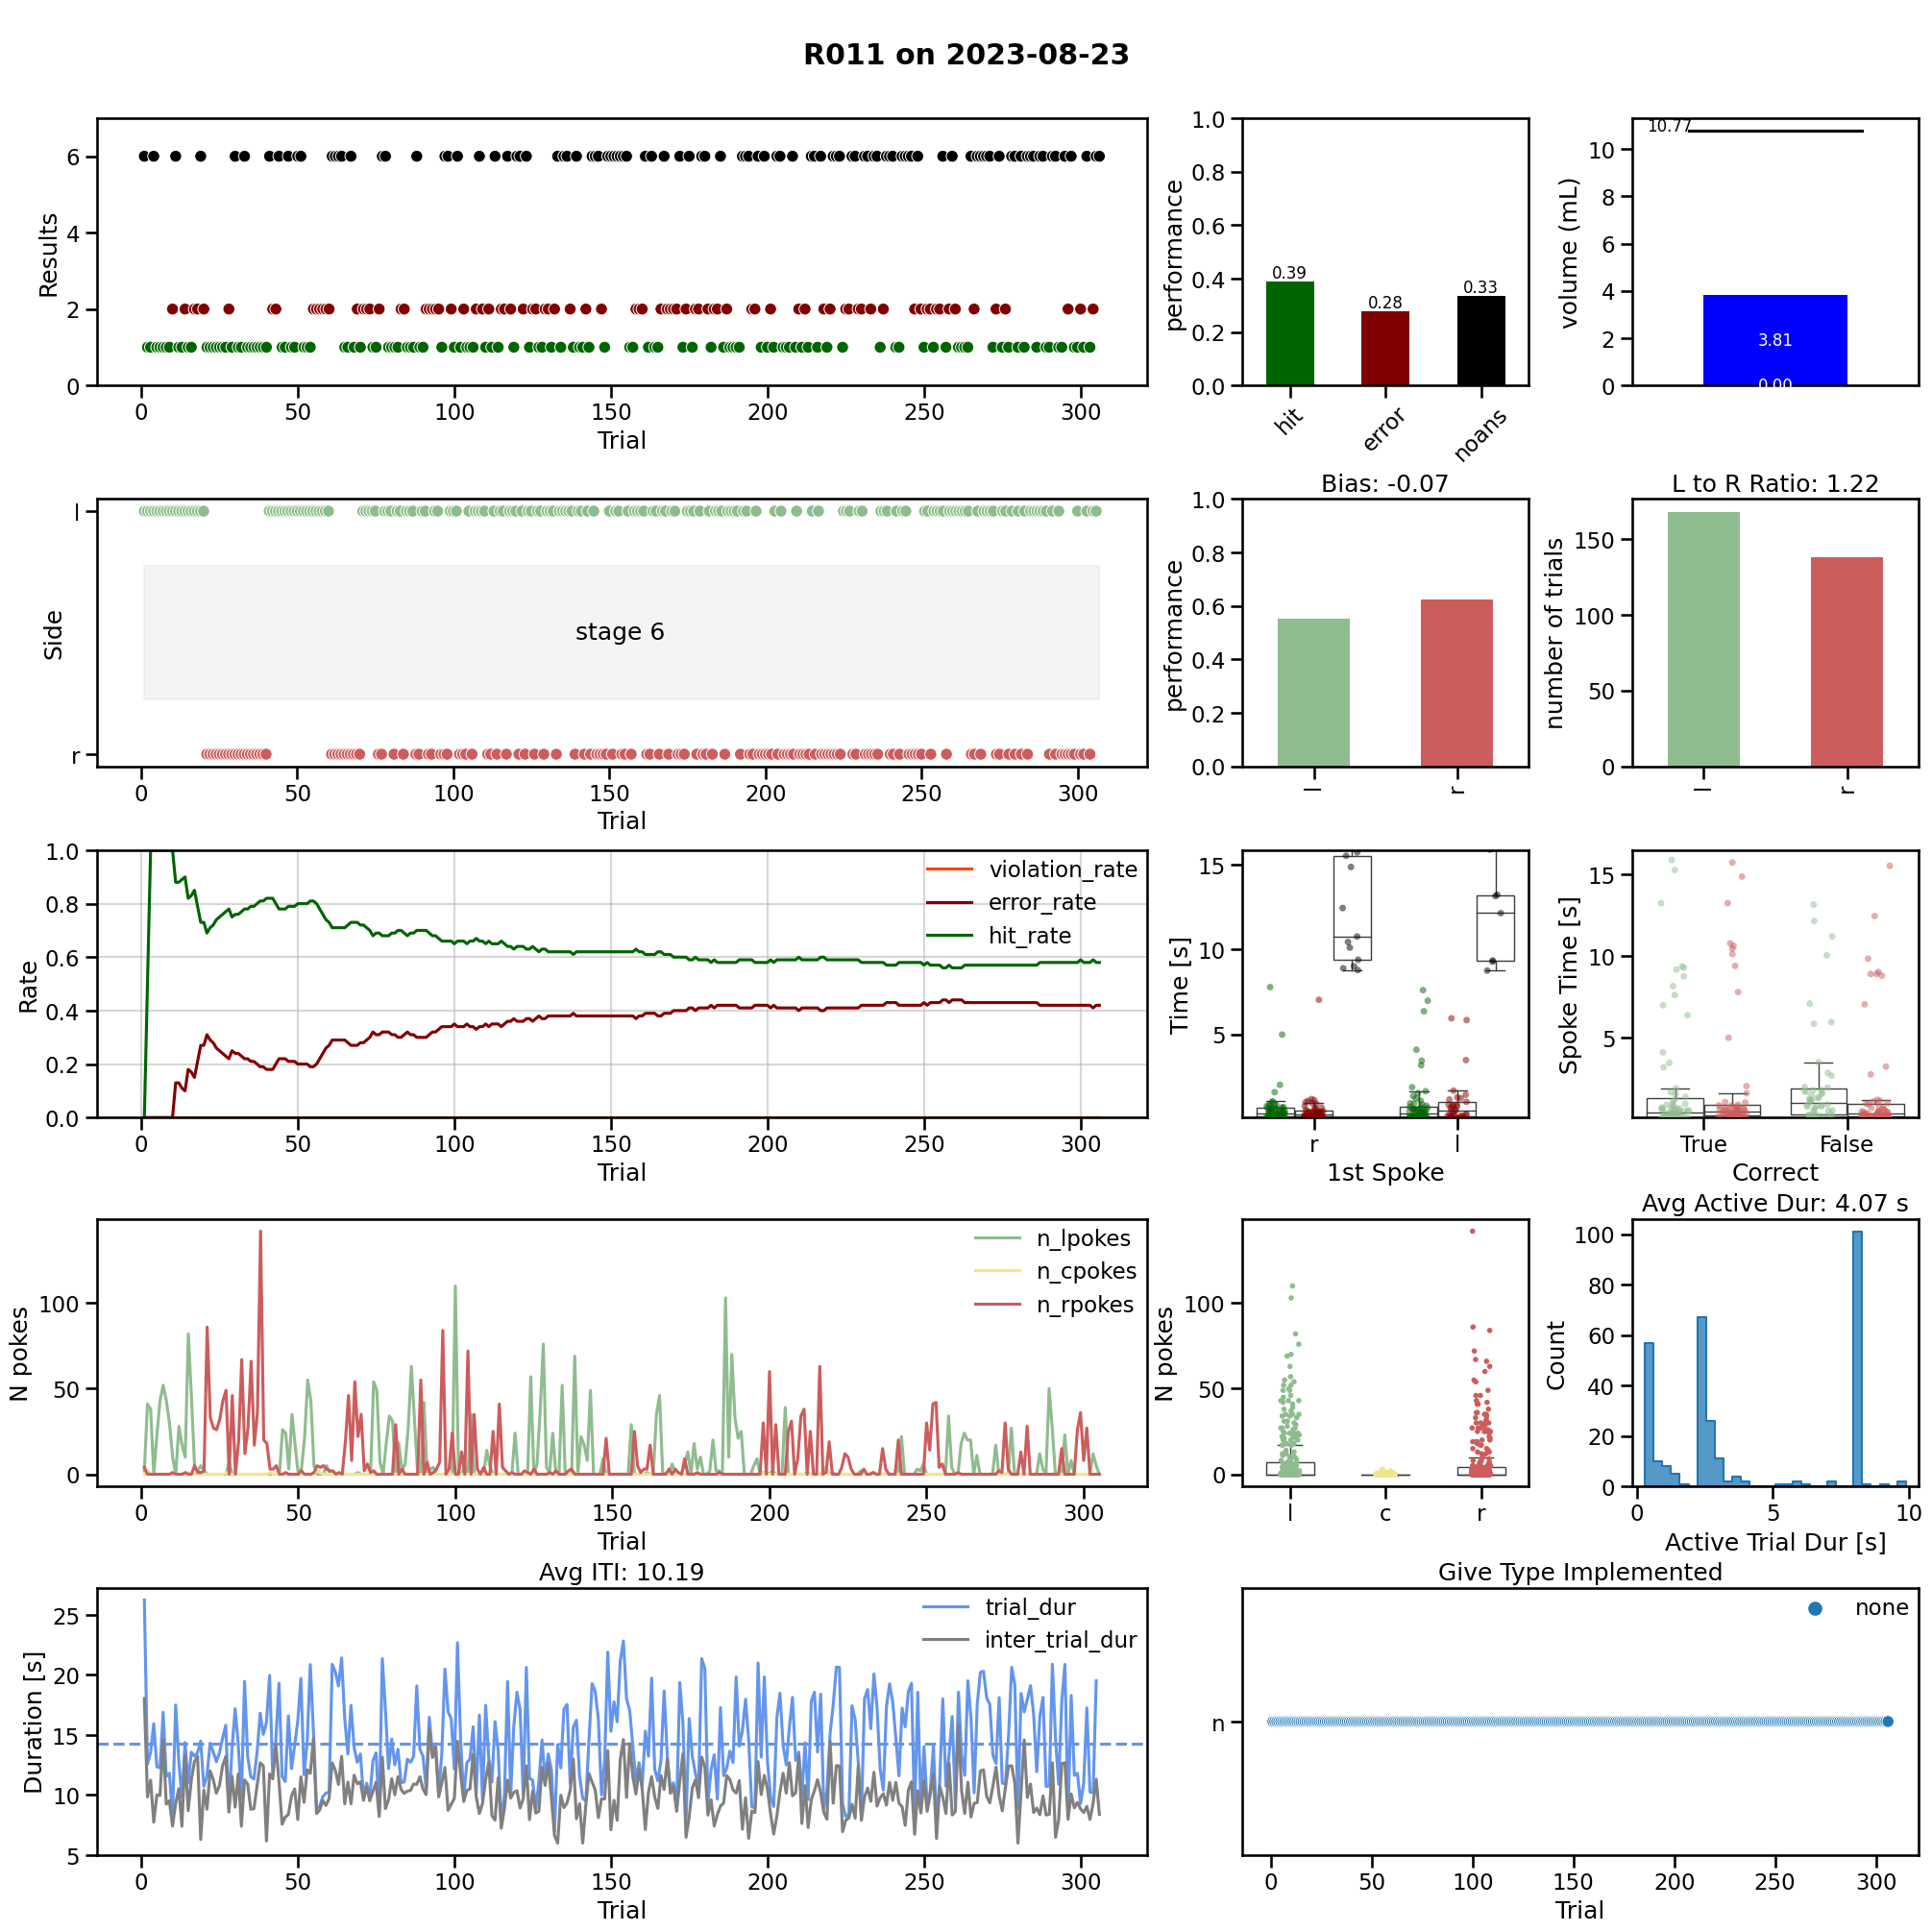 R011 on 2023-08-23
Results
6
4
2
0
0 50 100 150 200 250 300
Trial
performance
1.0
0.8
0.6
0.4
0.2
0.0
0.39
0.28
0.33
hit error noans
volume (mL)
10
8
6
4
2
0
10.77
3.81
0.00
Side
l
r
stage 6
0 50 100 150 200 250 300
Trial
Bias: -0.07
performance
1.0
0.8
0.6
0.4
0.2
0.0
l r
L to R Ratio: 1.22
number of trials
150
100
50
0
l r
Rate
1.0
0.8
0.6
0.4
0.2
0.0
violation_rate
error_rate
hit_rate
0 50 100 150 200 250 300
Trial
Time [s]
15
10
5
r l
1st Spoke
Spoke Time [s]
15
10
5
True False
Correct
N pokes
100
50
0
n_lpokes
n_cpokes
n_rpokes
0 50 100 150 200 250 300
Trial
N pokes
100
50
0
l c r
Avg Active Dur: 4.07 s
Count
100
80
60
40
20
0
0 5 10
Active Trial Dur [s]
Avg ITI: 10.19
Duration [s]
25
20
15
10
5
trial_dur
inter_trial_dur
0 50 100 150 200 250 300
Trial
Give Type Implemented
none
n
0 50 100 150 200 250 300
Trial